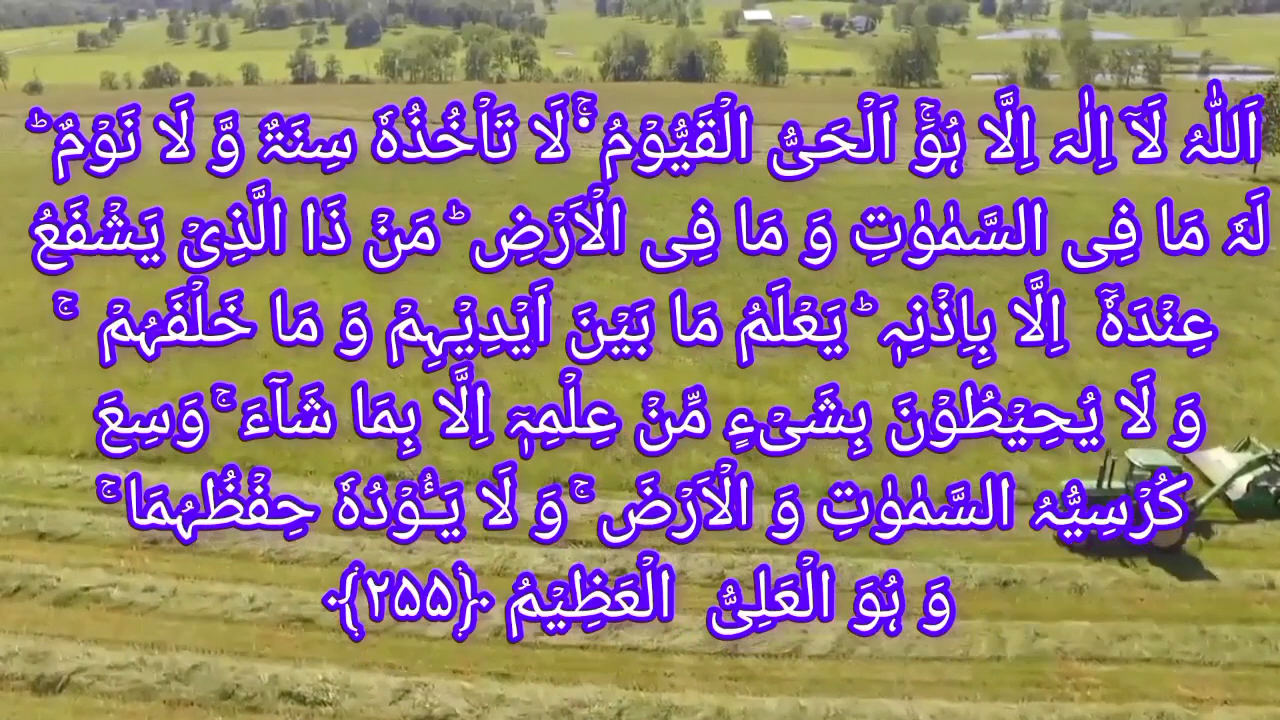 اَللّٰہُ لَاۤ اِلٰہَ اِلَّا ہُوَۚ اَلۡحَیُّ الۡقَیُّوۡمُ ۬ۚ لَا تَاۡخُذُہٗ سِنَۃٌ وَّ لَا نَوۡمٌ ؕ
لَہٗ مَا فِی السَّمٰوٰتِ وَ مَا فِی الۡاَرۡضِ ؕ مَنۡ ذَا الَّذِیۡ یَشۡفَعُ
عِنۡدَہٗۤ اِلَّا بِاِذۡنِہٖ ؕ یَعۡلَمُ مَا بَیۡنَ اَیۡدِیۡہِمۡ وَ مَا خَلۡفَہُمۡ ۚ
وَ لَا یُحِیۡطُوۡنَ بِشَیۡءٍ مِّنۡ عِلۡمِہٖۤ اِلَّا بِمَا شَآءَ ۚ وَسِعَ
کُرۡسِیُّہُ السَّمٰوٰتِ وَ الۡاَرۡضَ ۚ وَ لَا یَـُٔوۡدُہٗ حِفۡظُہُمَا ۚ
وَ ہُوَ الۡعَلِیُّ الۡعَظِیۡمُ ﴿۲۵۵﴾